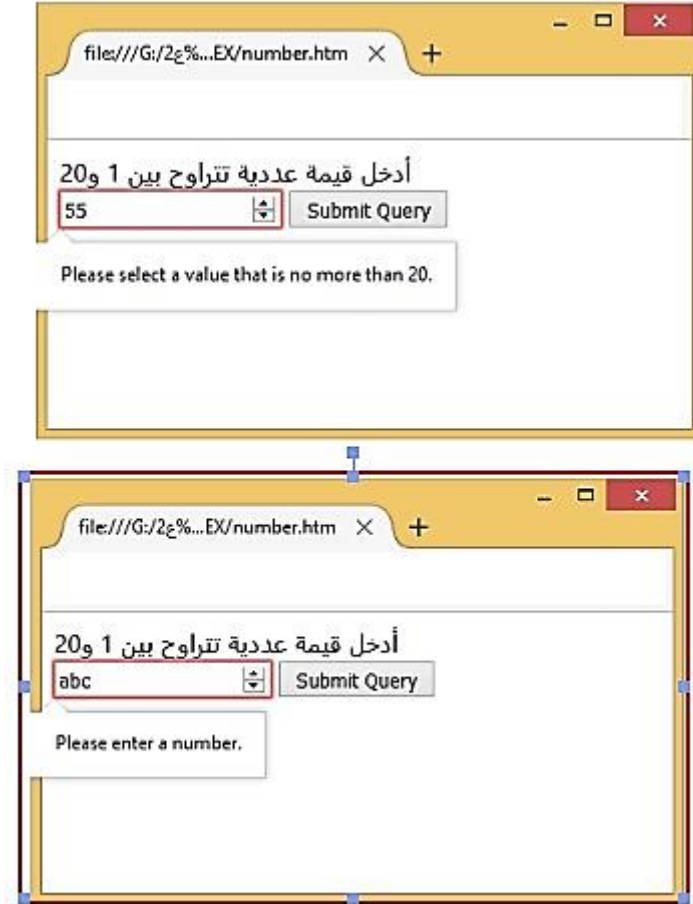 file:///G:/2ع%...EX/number.htm
أدخل قيمة عددية تتراوح بين 1 و20
55 Submit Query
Please select a value that is no more than 20.
file:///G:/2ع%...EX/number.htm
أدخل قيمة عددية تتراوح بين 1 و20
abc Submit Query
Please enter a number.